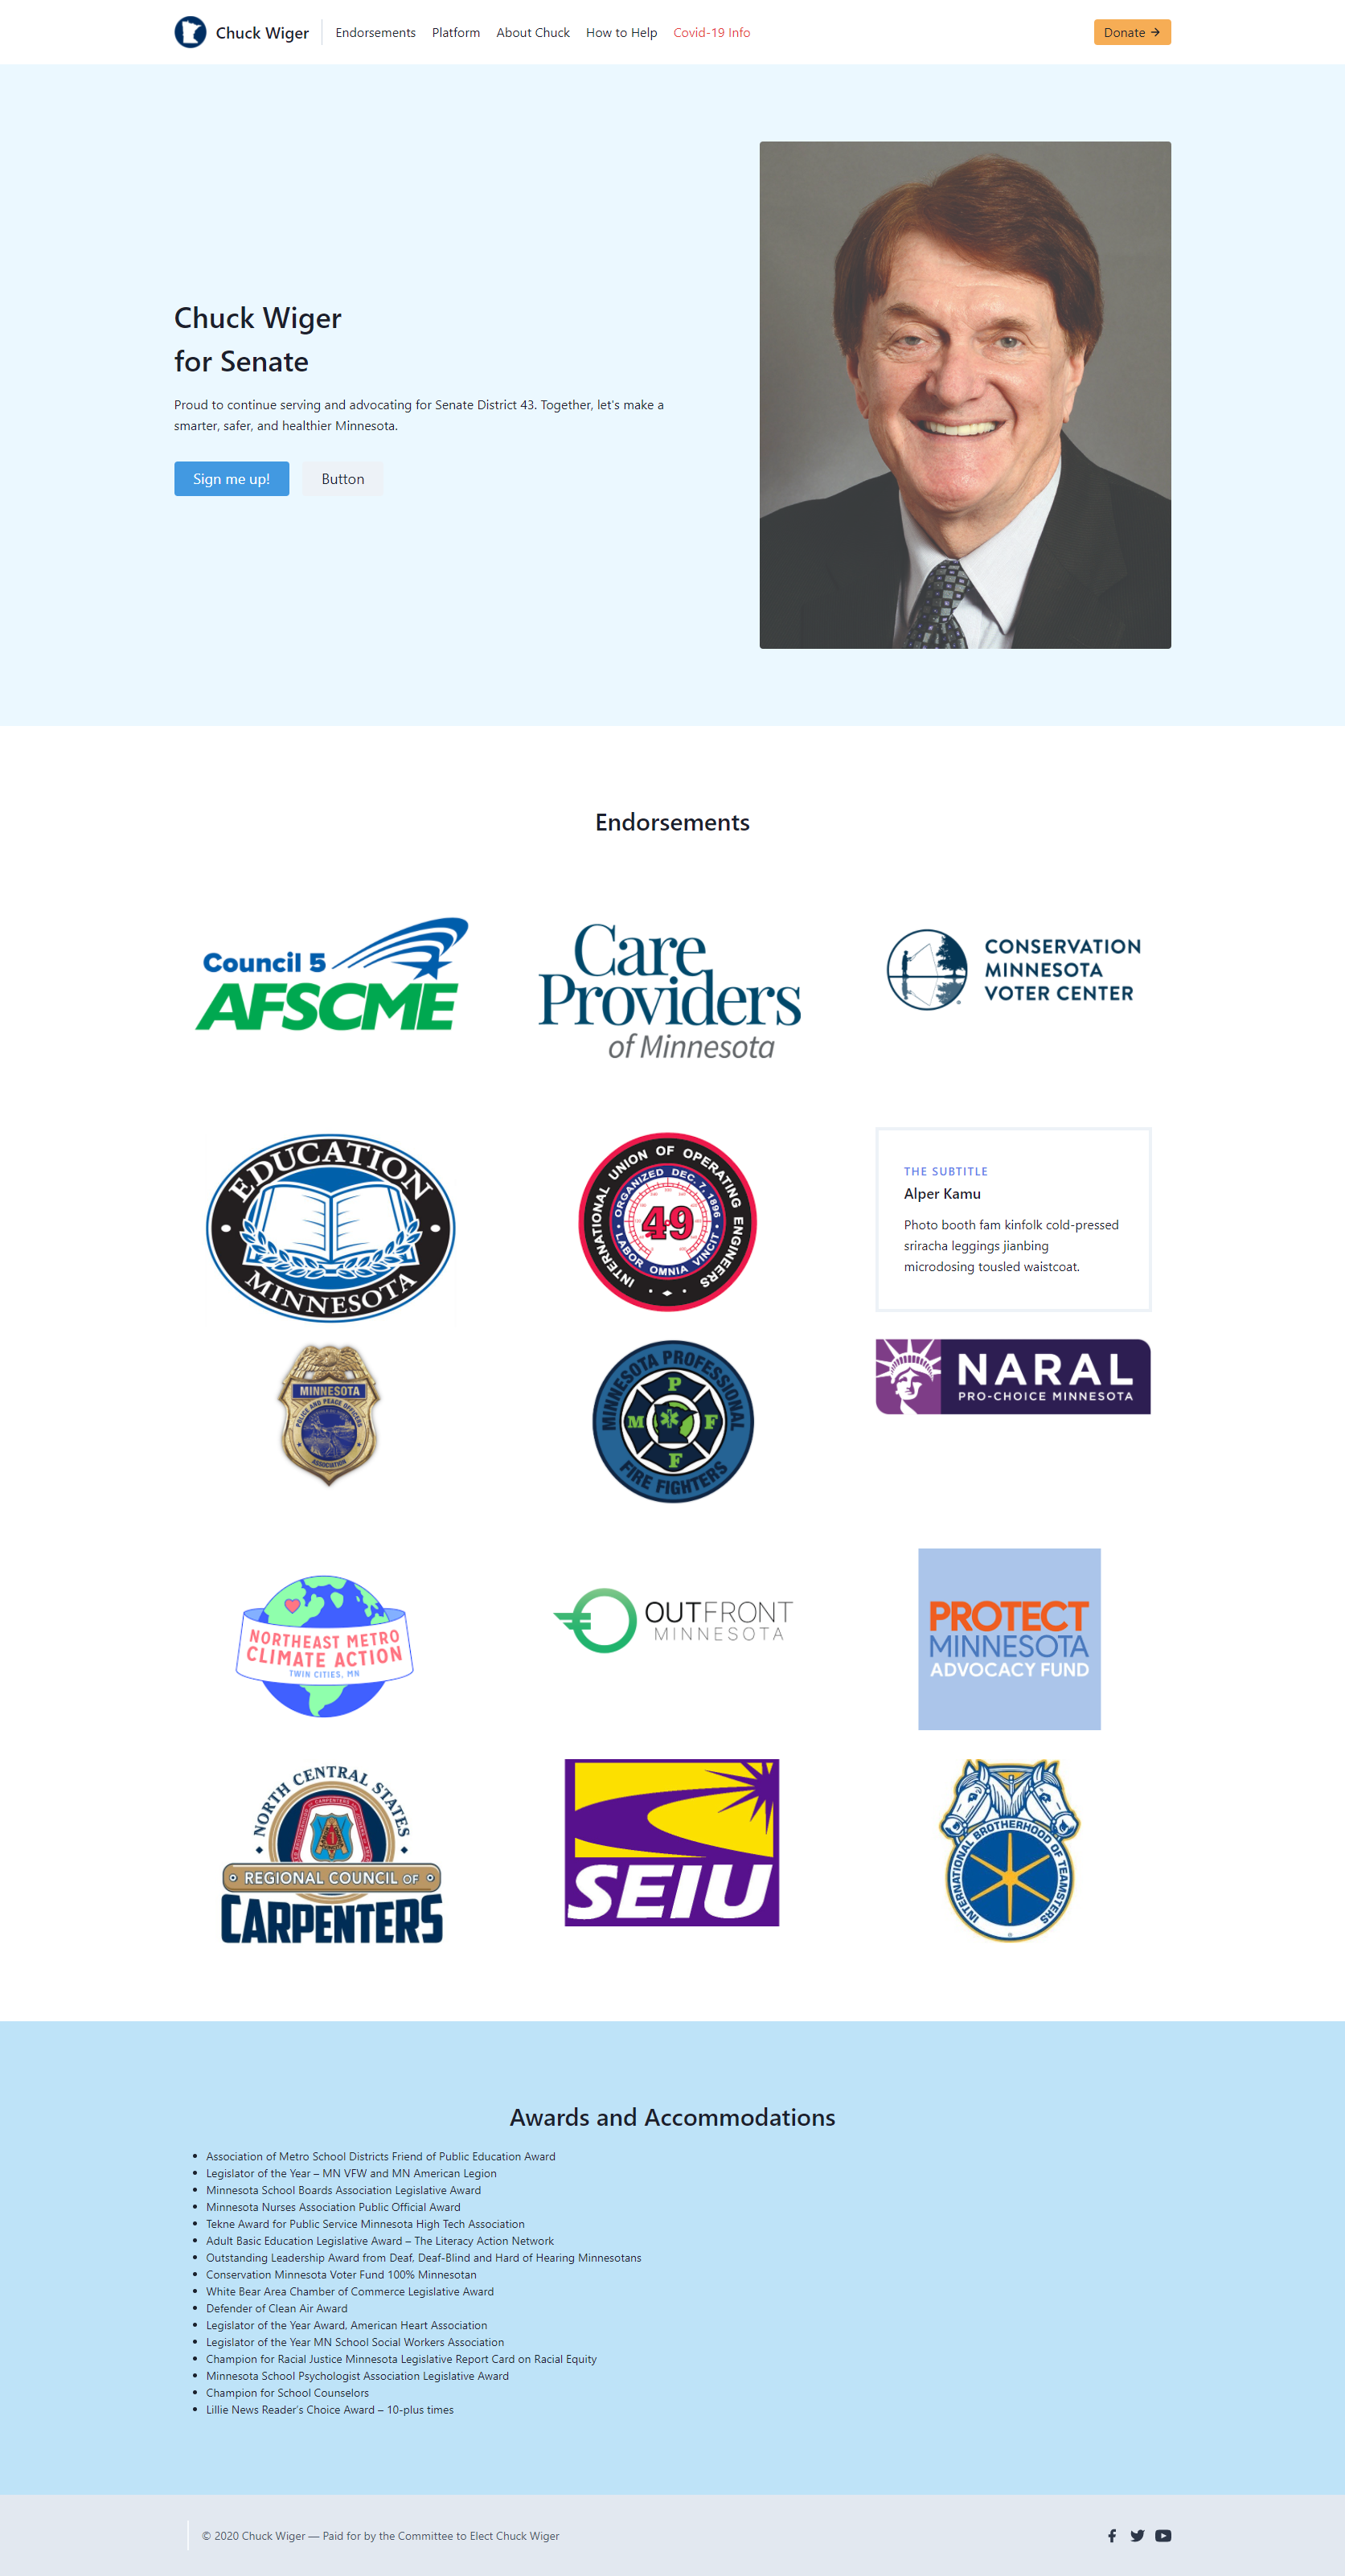 Chuck Wiger
Endorsements
Platform
About Chuck
How to Help
Covid-19 Info
Donate →
Chuck Wiger
for Senate
Proud to continue serving and advocating for Senate District 43. Together, let's make a
smarter, safer, and healthier Minnesota.
Sign me up!
Button
Endorsements
Council 5
AFSCME
Care
Providers
of Minnesota
CONSERVATION
MINNESOTA
VOTER CENTER
EDUCATION
MINNESOTA
INTERNATIONAL UNION OF OPERATING ENGINEERS
ORGANIZED DEC. 7, 1896
49
LABOR OMNIA VINCIT
THE SUBTITLE
Alper Kamu
Photo booth fam kinfolk cold-pressed
sriracha leggings jianbing
microdosing tousled waistcoat.
MINNESOTA
POLICE AND PEACE OFFICERS
ASSOCIATION
MINNESOTA PROFESSIONAL
P
M F
F
FIRE FIGHTERS
NARAL
PRO-CHOICE MINNESOTA
NORTHEAST METRO
CLIMATE ACTION
TWIN CITIES, MN
OUTFRONT
MINNESOTA
PROTECT
MINNESOTA
ADVOCACY FUND
NORTH CENTRAL STATES
REGIONAL COUNCIL OF
CARPENTERS
SEIU
INTERNATIONAL BROTHERHOOD OF TEAMSTERS
®
Awards and Accommodations
• Association of Metro School Districts Friend of Public Education Award
• Legislator of the Year – MN VFW and MN American Legion
• Minnesota School Boards Association Legislative Award
• Minnesota Nurses Association Public Official Award
• Tekne Award for Public Service Minnesota High Tech Association
• Adult Basic Education Legislative Award – The Literacy Action Network
• Outstanding Leadership Award from Deaf, Deaf-Blind and Hard of Hearing Minnesotans
• Conservation Minnesota Voter Fund 100% Minnesotan
• White Bear Area Chamber of Commerce Legislative Award
• Defender of Clean Air Award
• Legislator of the Year Award, American Heart Association
• Legislator of the Year MN School Social Workers Association
• Champion for Racial Justice Minnesota Legislative Report Card on Racial Equity
• Minnesota School Psychologist Association Legislative Award
• Champion for School Counselors
• Lillie News Reader's Choice Award – 10-plus times
© 2020 Chuck Wiger — Paid for by the Committee to Elect Chuck Wiger